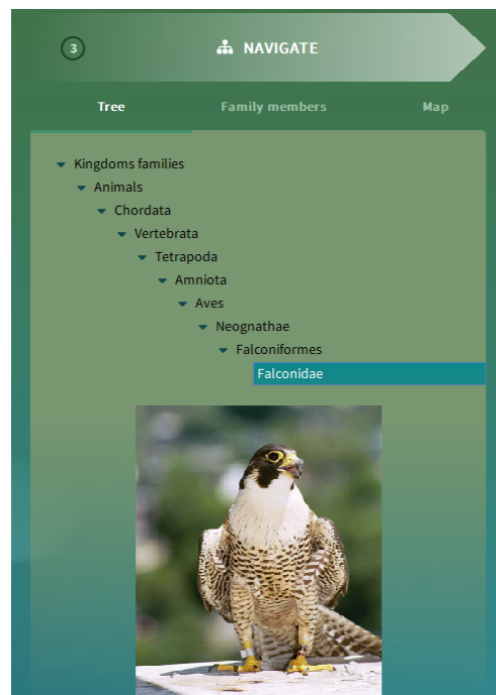 3 NAVIGATE
Tree Family members Map
Kingdoms families
Animals
Chordata
Vertebrata
Tetrapoda
Amniota
Aves
Neognathae
Falconiformes
Falconidae